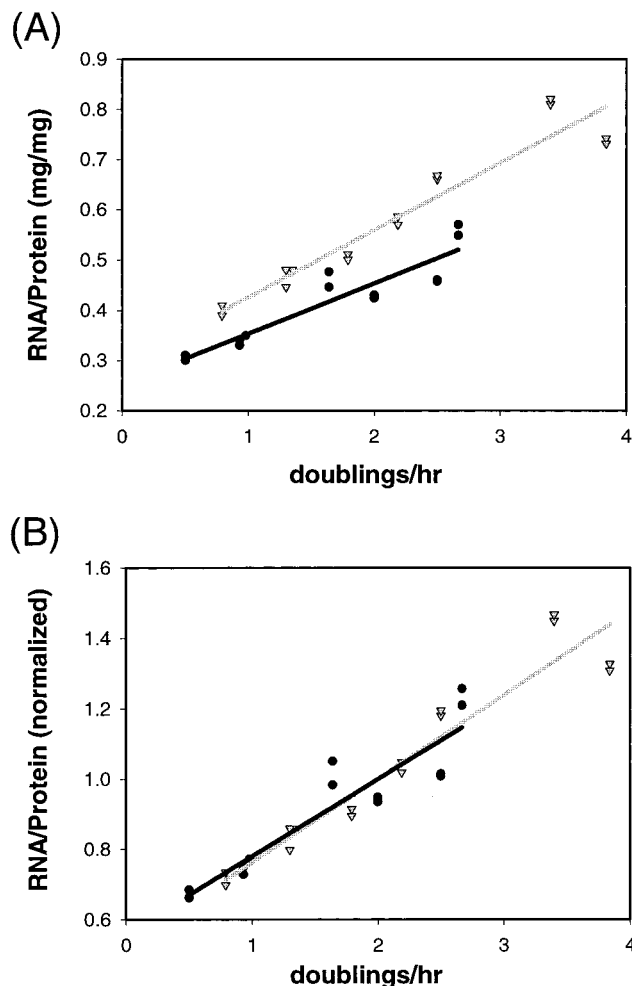 (A)
0.9
0.8
0.7
0.6
0.5
0.4
0.3
0.2
RNA/Protein (mg/mg)
0 1 2 3 4
doublings/hr
(B)
1.6
1.4
1.2
1.0
0.8
0.6
RNA/Protein (normalized)
0 1 2 3 4
doublings/hr